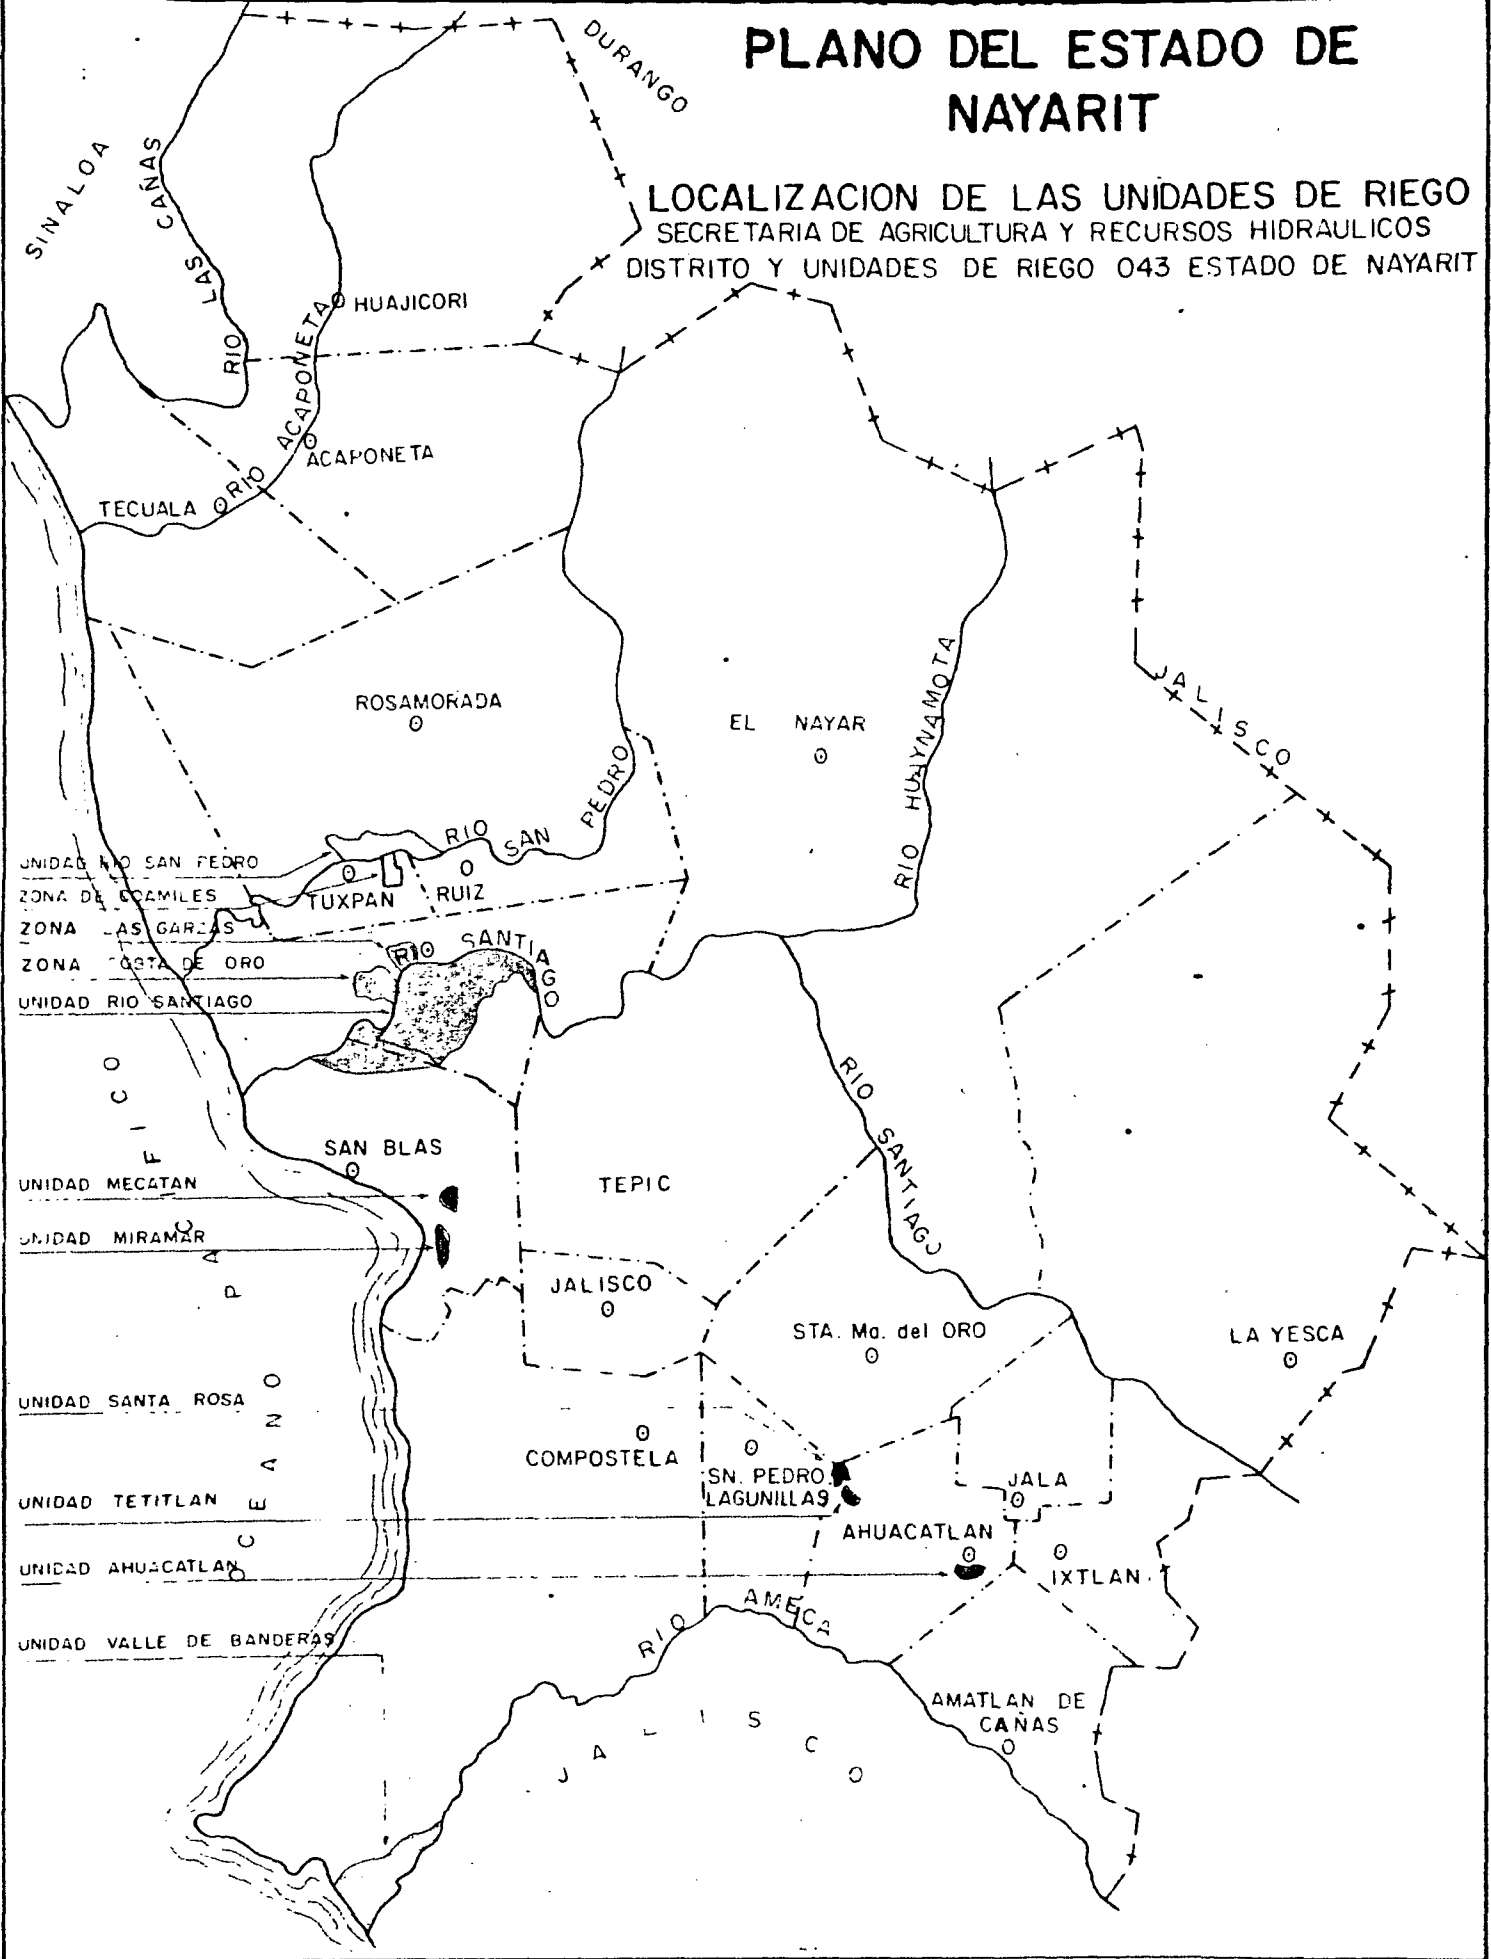 PLANO DEL ESTADO DE
NAYARIT
LOCALIZACION DE LAS UNIDADES DE RIEGO
SECRETARIA DE AGRICULTURA Y RECURSOS HIDRAULICOS
DISTRITO Y UNIDADES DE RIEGO 043 ESTADO DE NAYARIT
DURANGO
SINALOA
RIO LAS CAÑAS
RIO ACAPONETA
HUAJICORI
ACAPONETA
TECUALA
ROSAMORADA
EL NAYAR
RIO HUAYNAMOTA
JALISCO
RIO SAN PEDRO
UNIDAD RIO SAN PEDRO
ZONA DE COAMILES
TUXPAN
RUIZ
ZONA LAS GARZAS
RIO SANTIAGO
ZONA COSTA DE ORO
UNIDAD RIO SANTIAGO
RIO SANTIAGO
OCEANO PACIFICO
SAN BLAS
UNIDAD MECATAN
TEPIC
UNIDAD MIRAMAR
JALISCO
STA. Ma. del ORO
LA YESCA
UNIDAD SANTA ROSA
COMPOSTELA
SN. PEDRO
LAGUNILLAS
JALA
UNIDAD TETITLAN
AHUACATLAN
UNIDAD AHUACATLAN
IXTLAN
RIO AMECA
UNIDAD VALLE DE BANDERAS
AMATLAN DE
CAÑAS
JALISCO